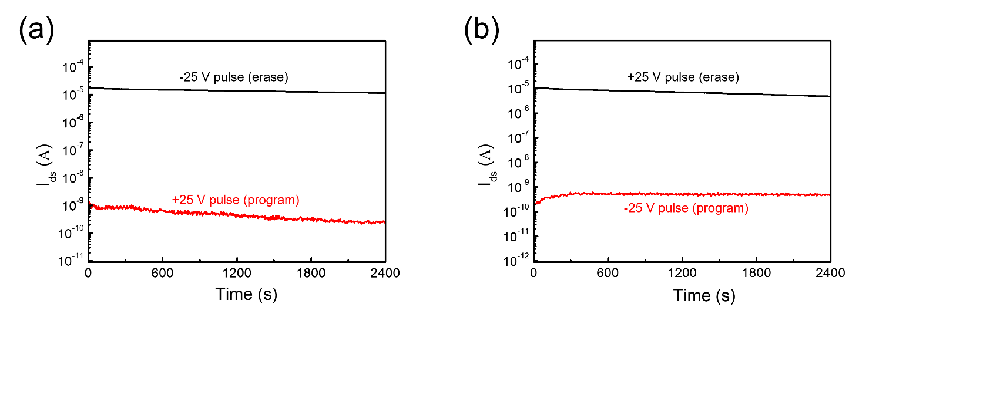 (a)
10⁻⁴
10⁻⁵
10⁻⁶
10⁻⁷
10⁻⁸
10⁻⁹
10⁻¹⁰
10⁻¹¹
I_ds (A)
-25 V pulse (erase)
+25 V pulse (program)
0 600 1200 1800 2400
Time (s)
(b)
10⁻⁴
10⁻⁵
10⁻⁶
10⁻⁷
10⁻⁸
10⁻⁹
10⁻¹⁰
10⁻¹¹
10⁻¹²
I_ds (A)
+25 V pulse (erase)
-25 V pulse (program)
0 600 1200 1800 2400
Time (s)